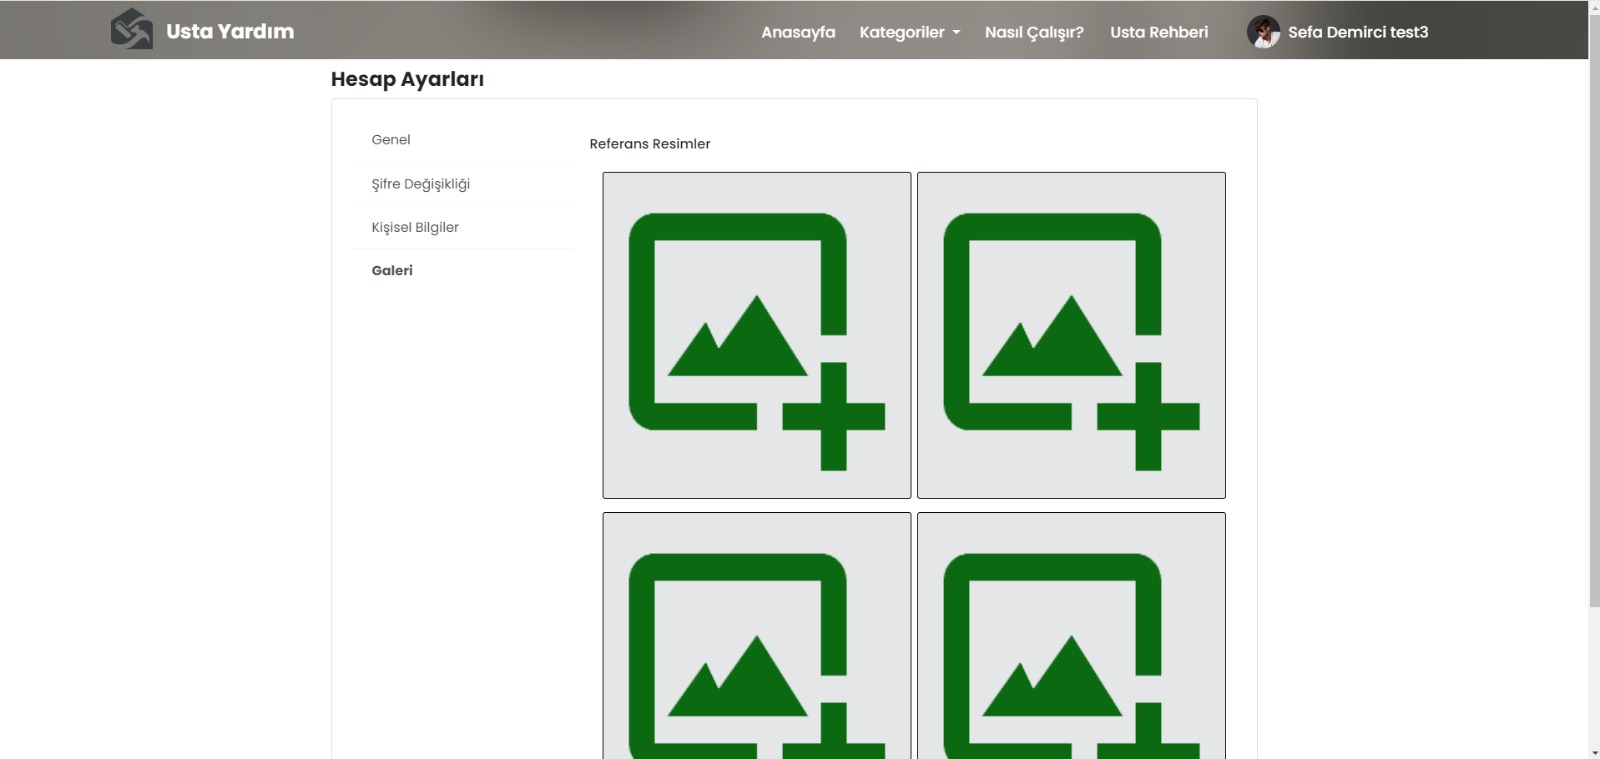 Usta Yardım
Anasayfa
Kategoriler
Nasıl Çalışır?
Usta Rehberi
Sefa Demirci test3
Hesap Ayarları
Genel
Şifre Değişikliği
Kişisel Bilgiler
Galeri
Referans Resimler